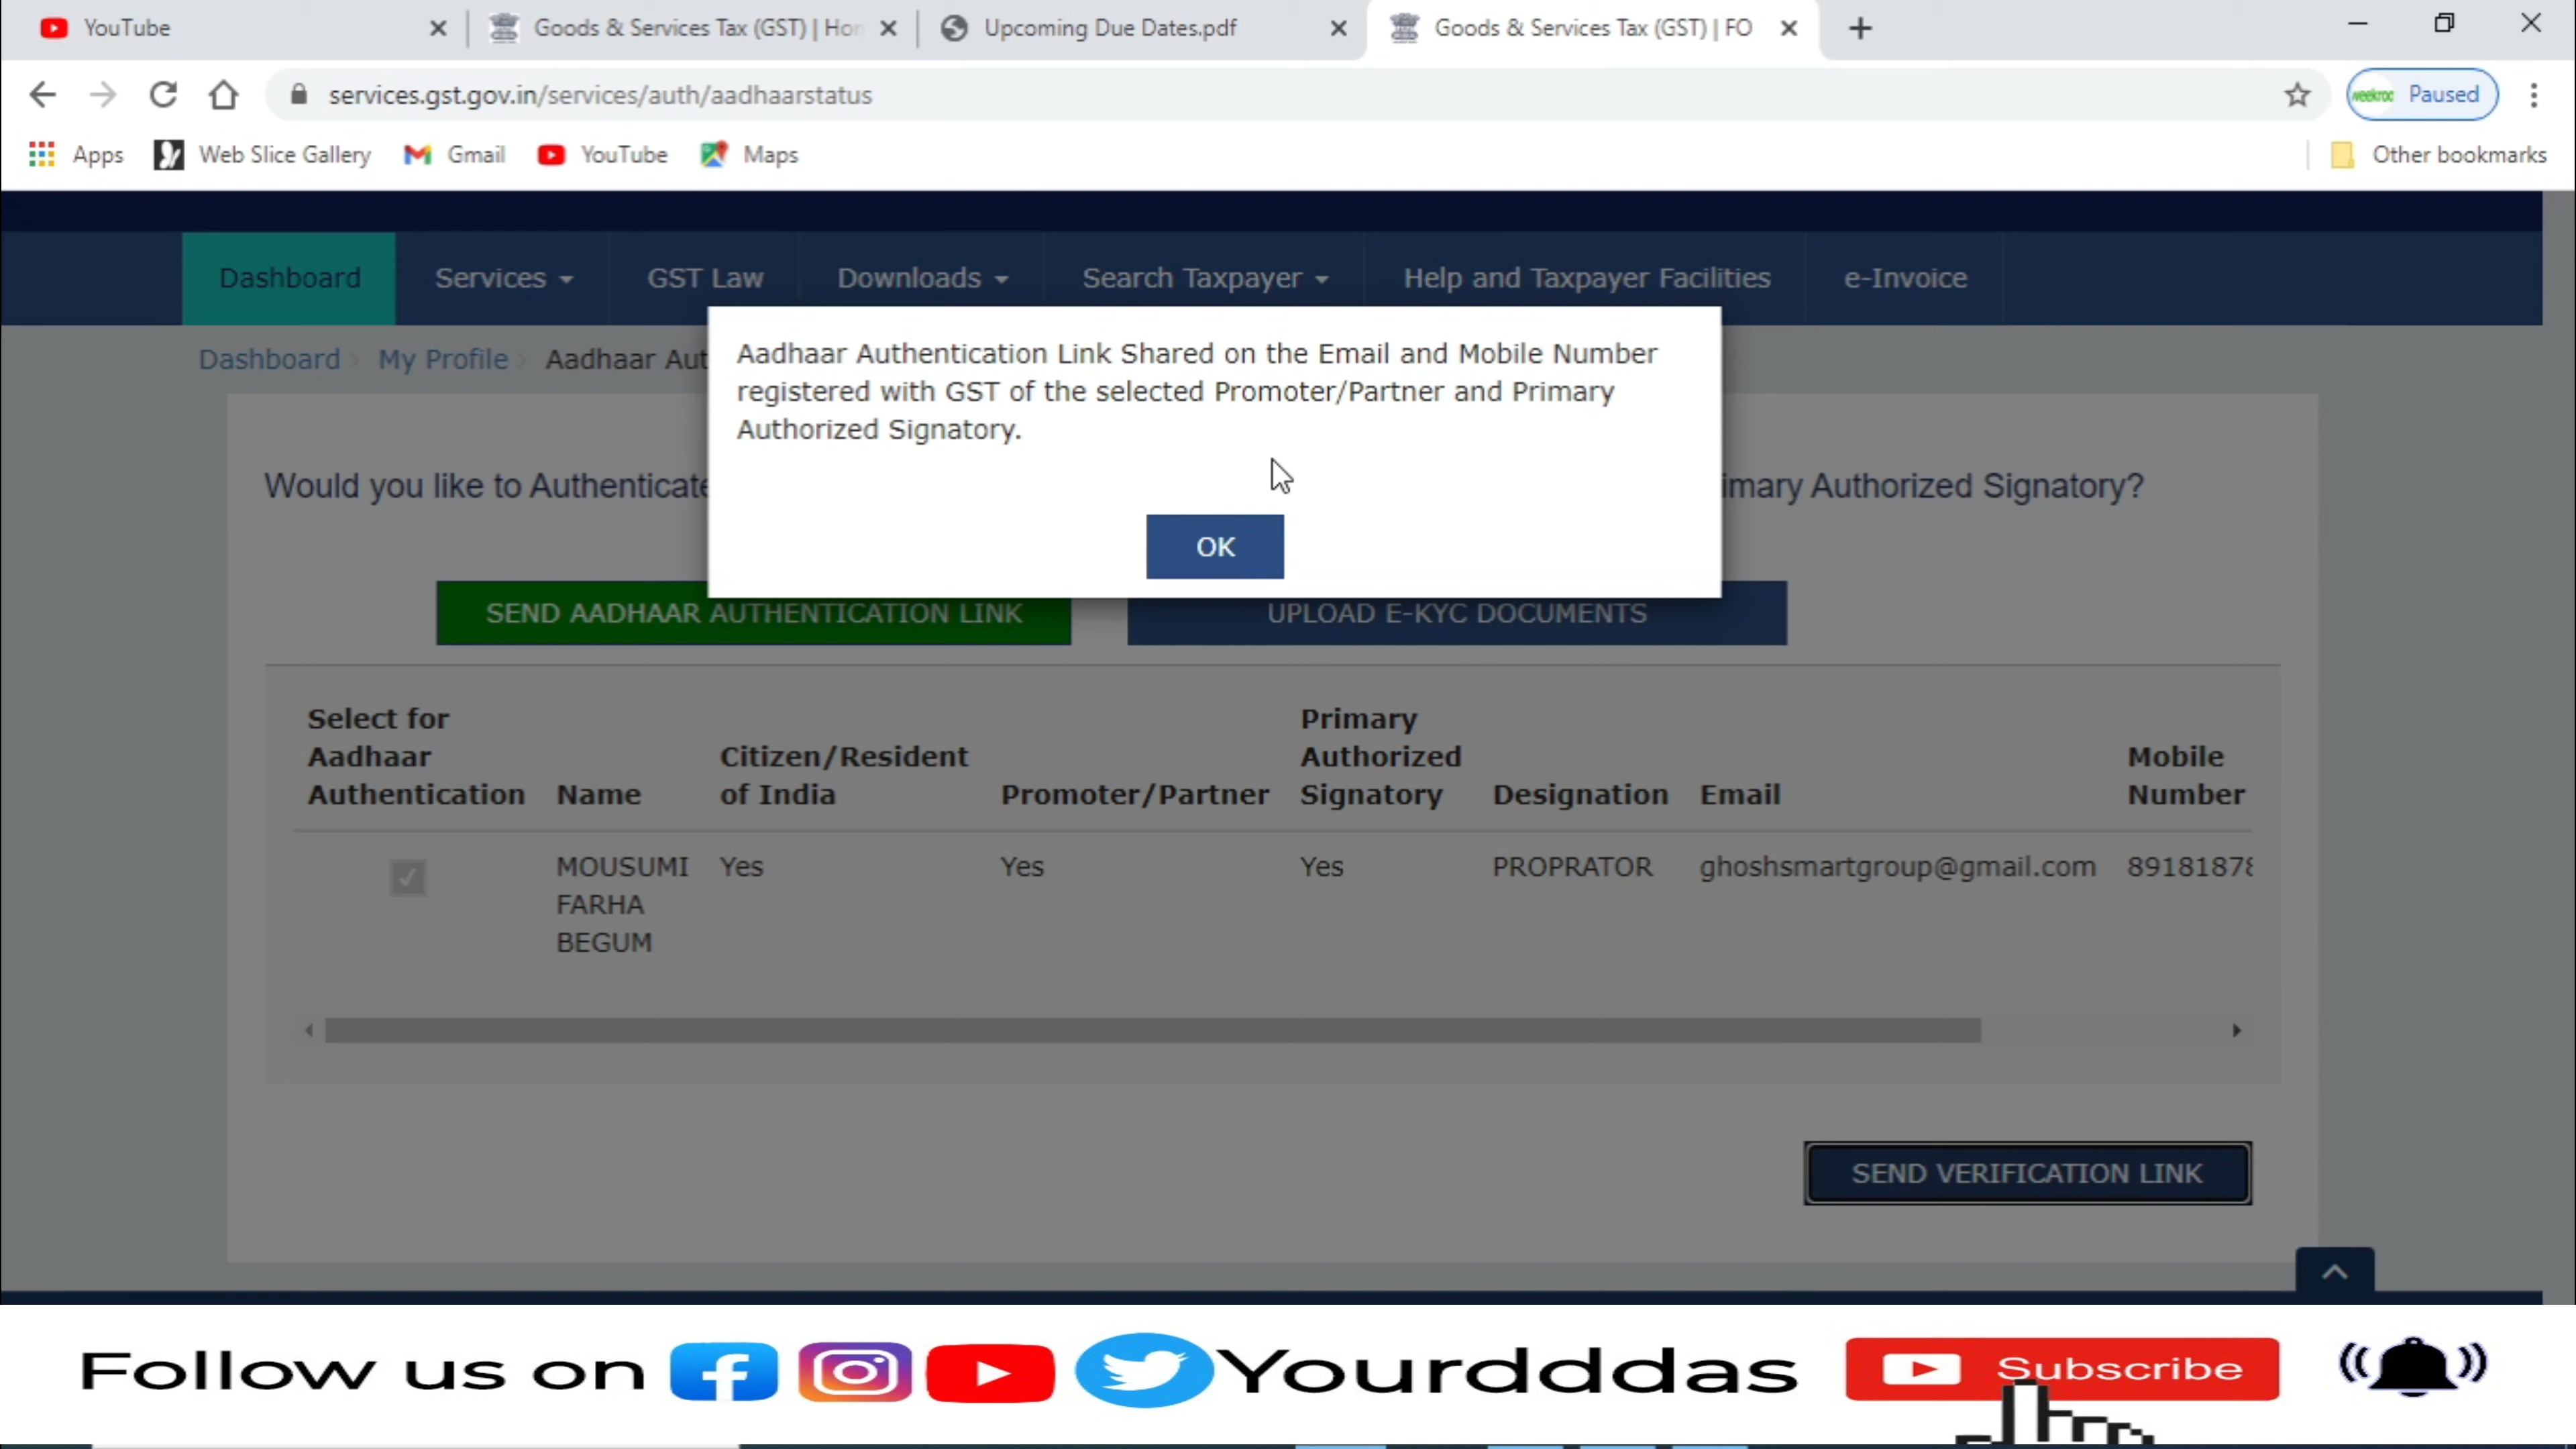 YouTube
Goods & Services Tax (GST) | Hom
Upcoming Due Dates.pdf
Goods & Services Tax (GST) | FO
services.gst.gov.in/services/auth/aadhaarstatus
Paused
Apps
Web Slice Gallery
Gmail
YouTube
Maps
Other bookmarks
Dashboard
Services
GST Law
Downloads
Search Taxpayer
Help and Taxpayer Facilities
e-Invoice
Dashboard
My Profile
Aadhaar Aut
Aadhaar Authentication Link Shared on the Email and Mobile Number
registered with GST of the selected Promoter/Partner and Primary
Authorized Signatory.
OK
Would you like to Authenticate
imary Authorized Signatory?
SEND AADHAAR AUTHENTICATION LINK
UPLOAD E-KYC DOCUMENTS
Select for
Aadhaar
Authentication
Name
Citizen/Resident
of India
Promoter/Partner
Primary
Authorized
Signatory
Designation
Email
Mobile
Number
MOUSUMI
FARHA
BEGUM
Yes
Yes
Yes
PROPRATOR
ghoshsmartgroup@gmail.com
8918187
SEND VERIFICATION LINK
Follow us on
Yourdddas
Subscribe